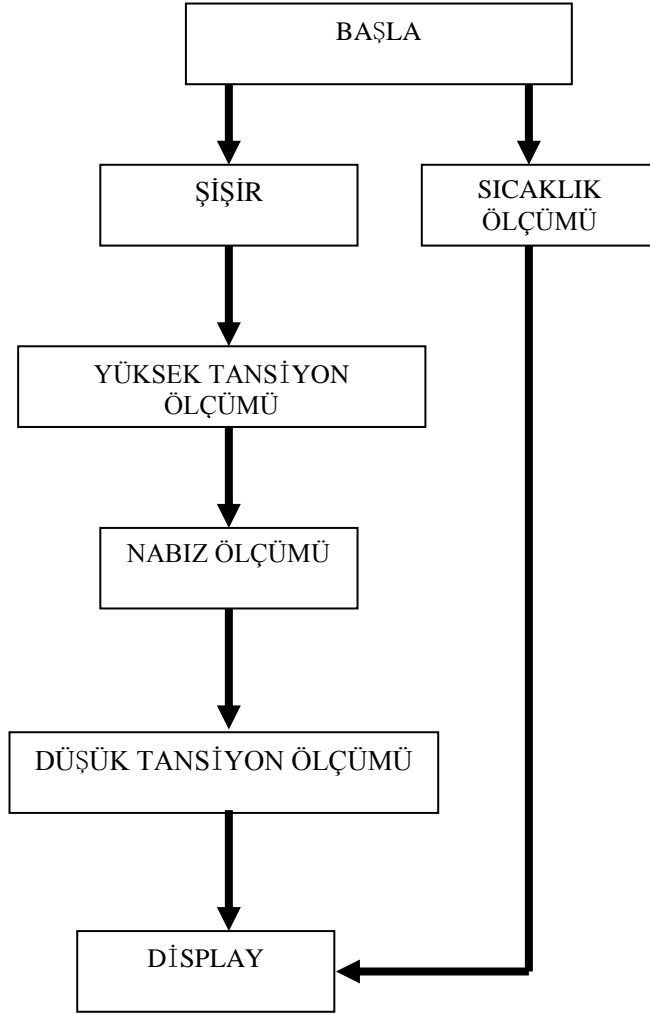 BAŞLA
ŞİŞİR
SICAKLIK
ÖLÇÜMÜ
YÜKSEK TANSİYON
ÖLÇÜMÜ
NABIZ ÖLÇÜMÜ
DÜŞÜK TANSİYON ÖLÇÜMÜ
DİSPLAY